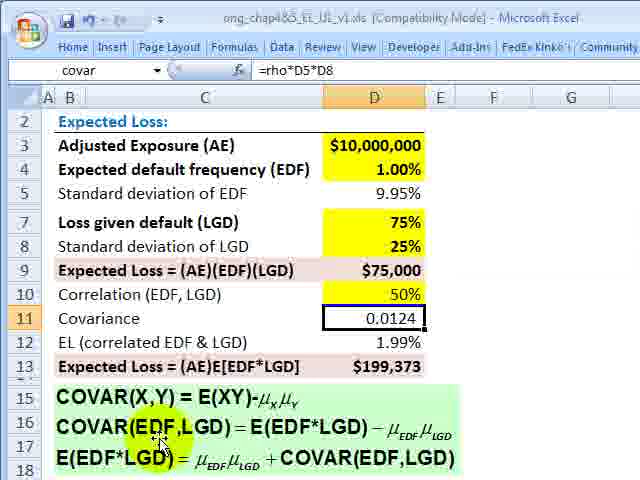 ong_chap4&5_EL_UL_v1.xls [Compatibility Mode] - Microsoft Excel
Home Insert Formulas Data Review View Developer Add-Ins FedEx Kinko's Community
covar fx =rho*D5*D8
A B C D E F G
2 Expected Loss:
3 Adjusted Exposure (AE) $10,000,000
4 Expected default frequency (EDF) 1.00%
5 Standard deviation of EDF 9.95%
7 Loss given default (LGD) 75%
8 Standard deviation of LGD 25%
9 Expected Loss = (AE)(EDF)(LGD) $75,000
10 Correlation (EDF, LGD) 50%
11 Covariance 0.0124
12 EL (correlated EDF & LGD) 1.99%
13 Expected Loss = (AE)E[EDF*LGD] $199,373
15 COVAR(X,Y) = E(XY)-μXμY
16 COVAR(EDF,LGD) = E(EDF*LGD) − μEDF μLGD
17 E(EDF*LGD) = μEDF μLGD + COVAR(EDF,LGD)
18